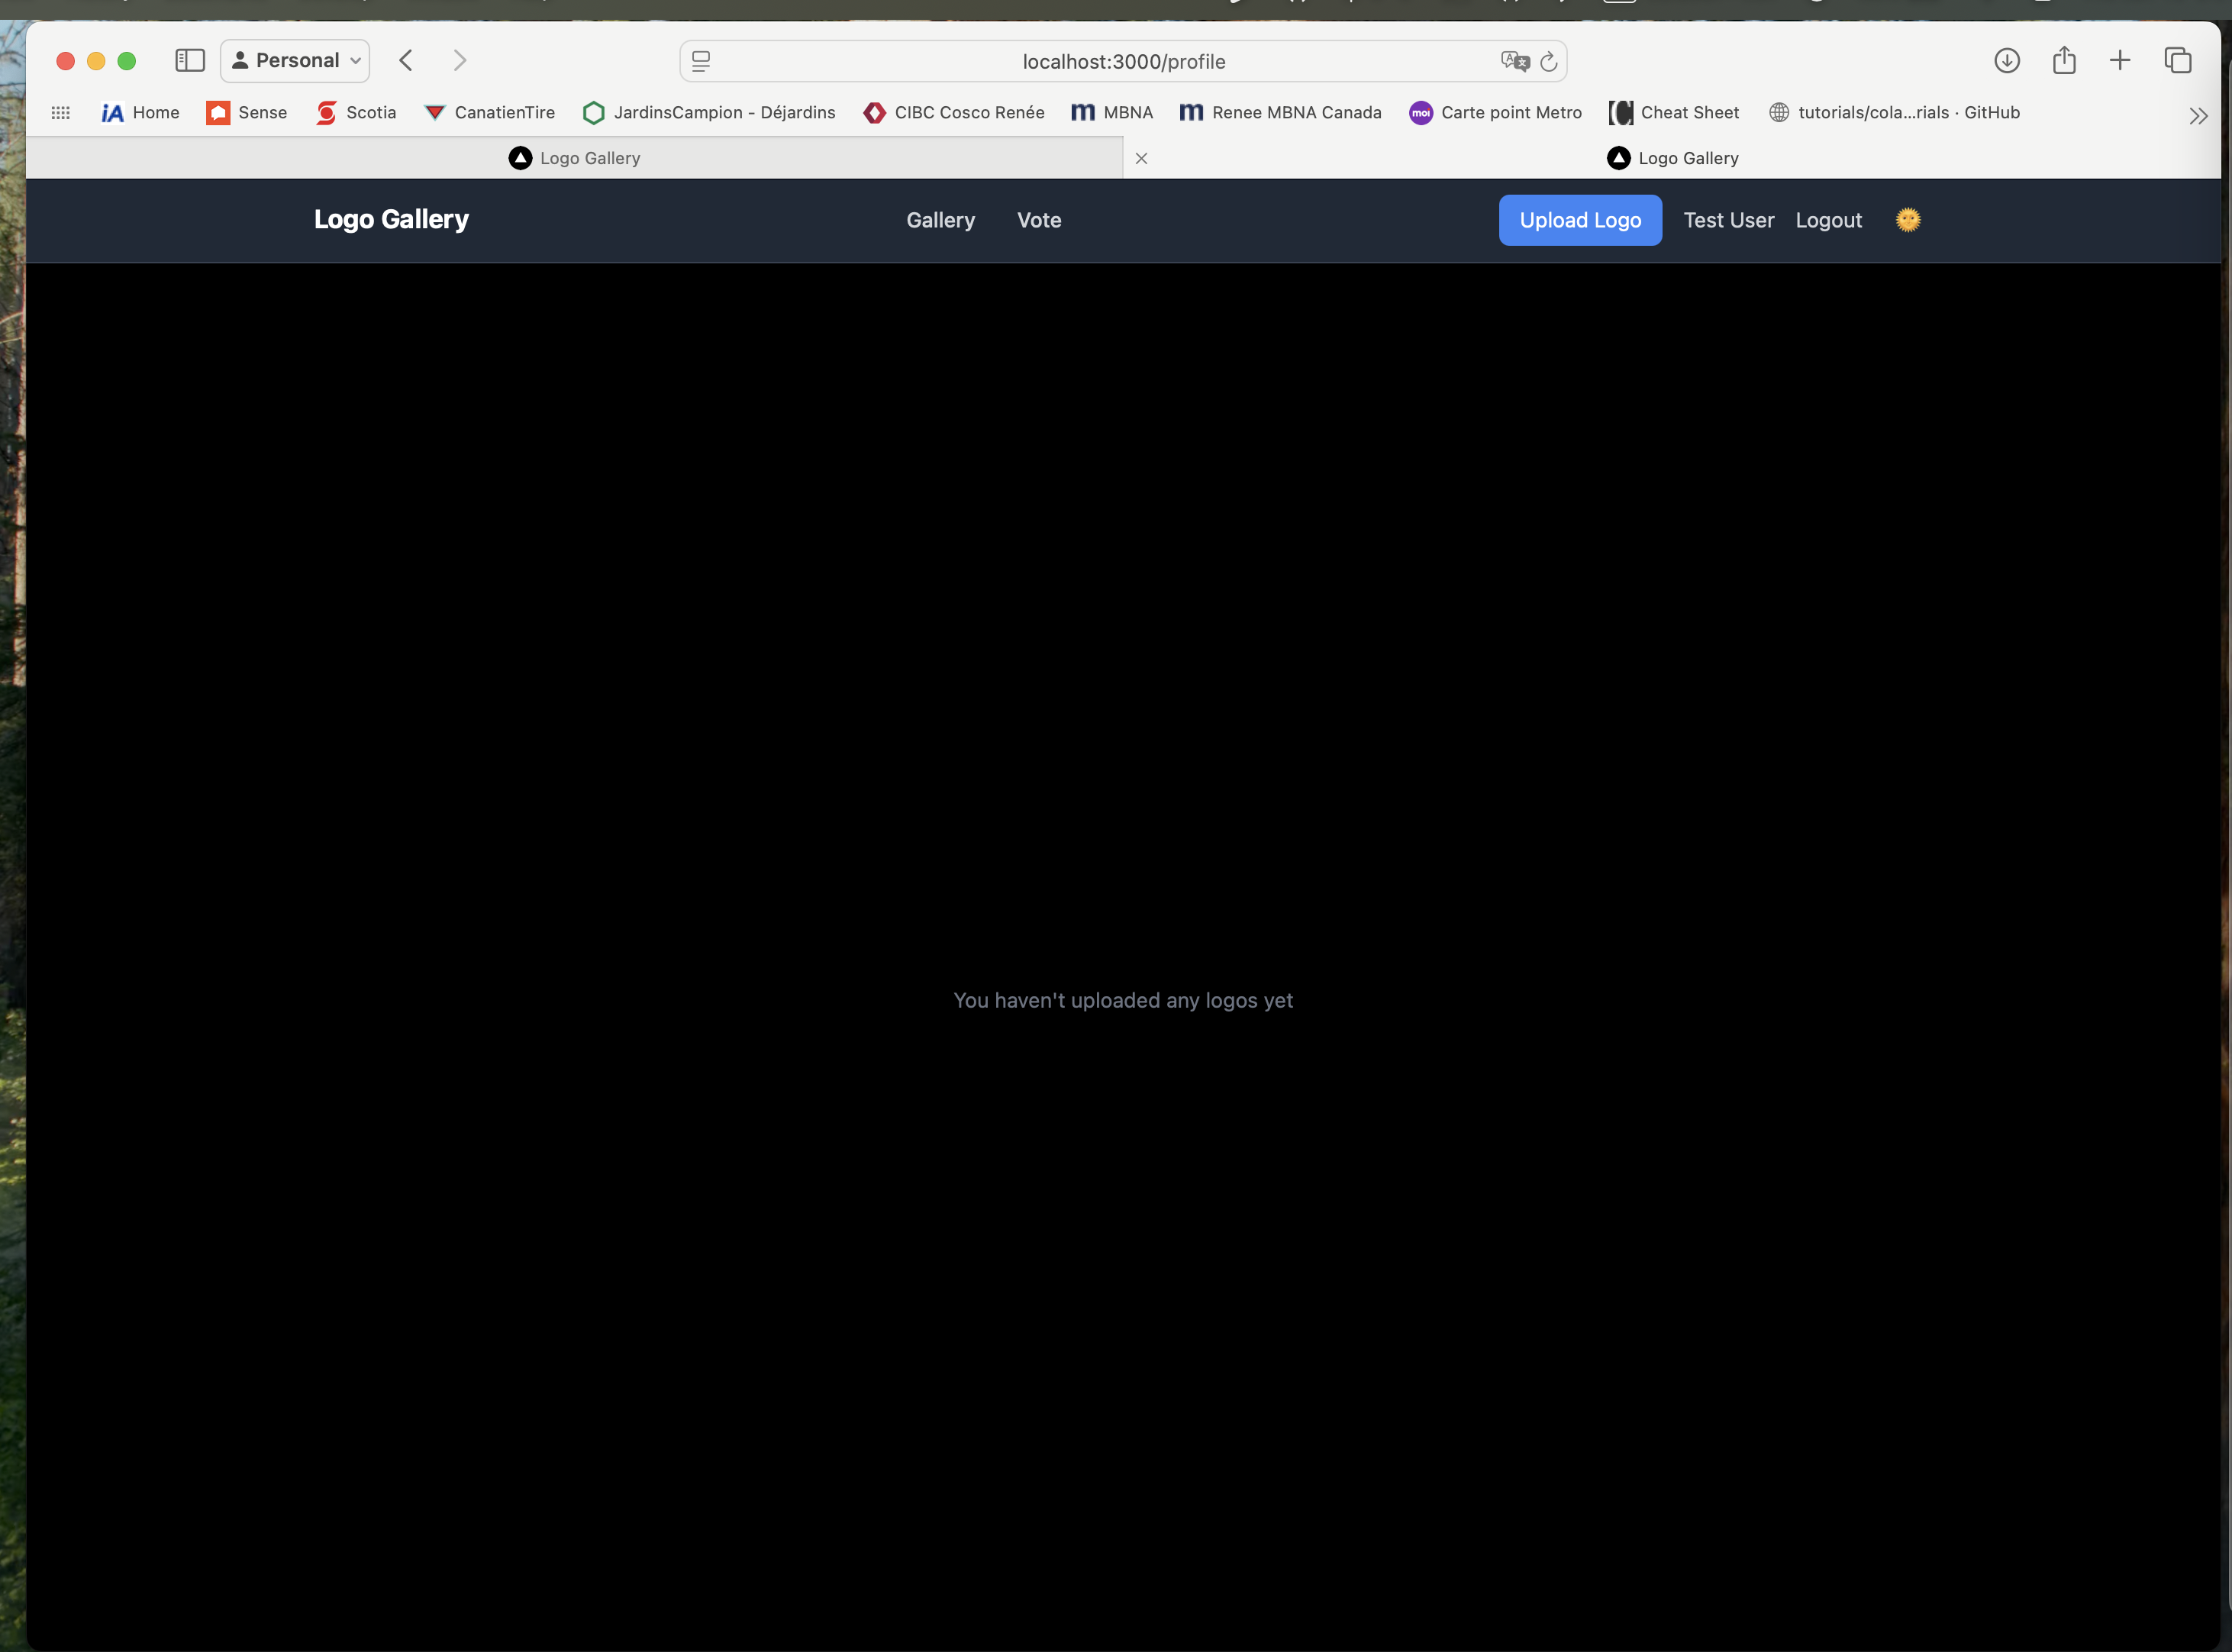 Personal
localhost:3000/profile
iA Home Sense Scotia CanatienTire JardinsCampion - Déjardins CIBC Cosco Renée m MBNA m Renee MBNA Canada moi Carte point Metro C Cheat Sheet tutorials/cola...rials · GitHub
Logo Gallery Logo Gallery
Logo Gallery Gallery Vote Upload Logo Test User Logout
You haven't uploaded any logos yet